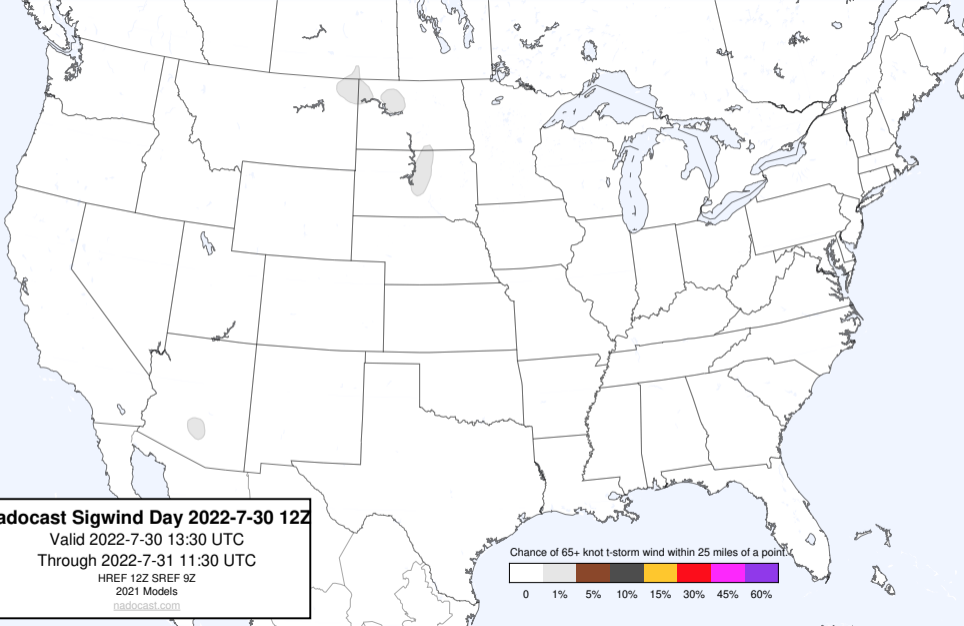 adocast Sigwind Day 2022-7-30 12Z
Valid 2022-7-30 13:30 UTC
Through 2022-7-31 11:30 UTC
HREF 12Z SREF 9Z
2021 Models
nadocast.com
Chance of 65+ knot t-storm wind within 25 miles of a point.
0 1% 5% 10% 15% 30% 45% 60%